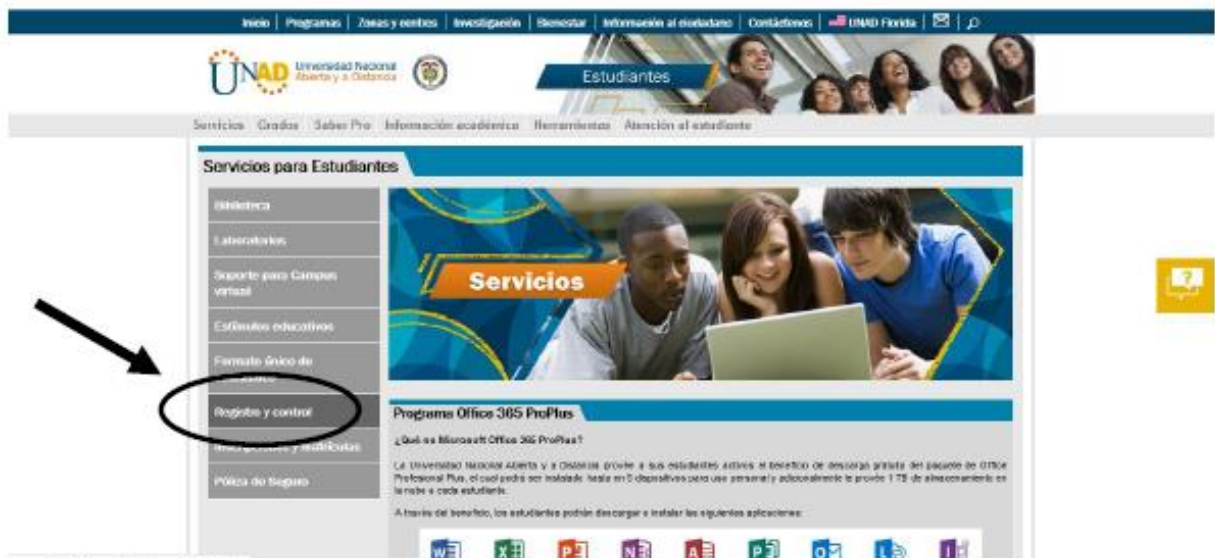 Inicio | Programas | Zonas y centros | Investigación | Bienestar | Información al ciudadano | Contáctenos | UNAD Florida
UNAD Universidad Nacional
Abierta y a Distancia
Estudiantes
Servicios Grados Saber Pro Información académica Herramientas Atención al estudiante
Servicios para Estudiantes
Biblioteca
Laboratorios
Soporte para Campus
virtual
Estímulos educativos
Formato único de
Registro y control
Inscripciones y matrículas
Póliza de Seguro
Servicios
Programa Office 365 ProPlus
¿Qué es Microsoft Office 365 ProPlus?
La Universidad Nacional Abierta y a Distancia provee a sus estudiantes activos el beneficio de descarga gratuita del paquete de Office
Profesional Plus, el cual podrá ser instalado hasta en 5 dispositivos para uso personal y adicionalmente le provee 1 TB de almacenamiento en
la nube a cada estudiante.
A través del beneficio, los estudiantes podrán descargar e instalar las siguientes aplicaciones: